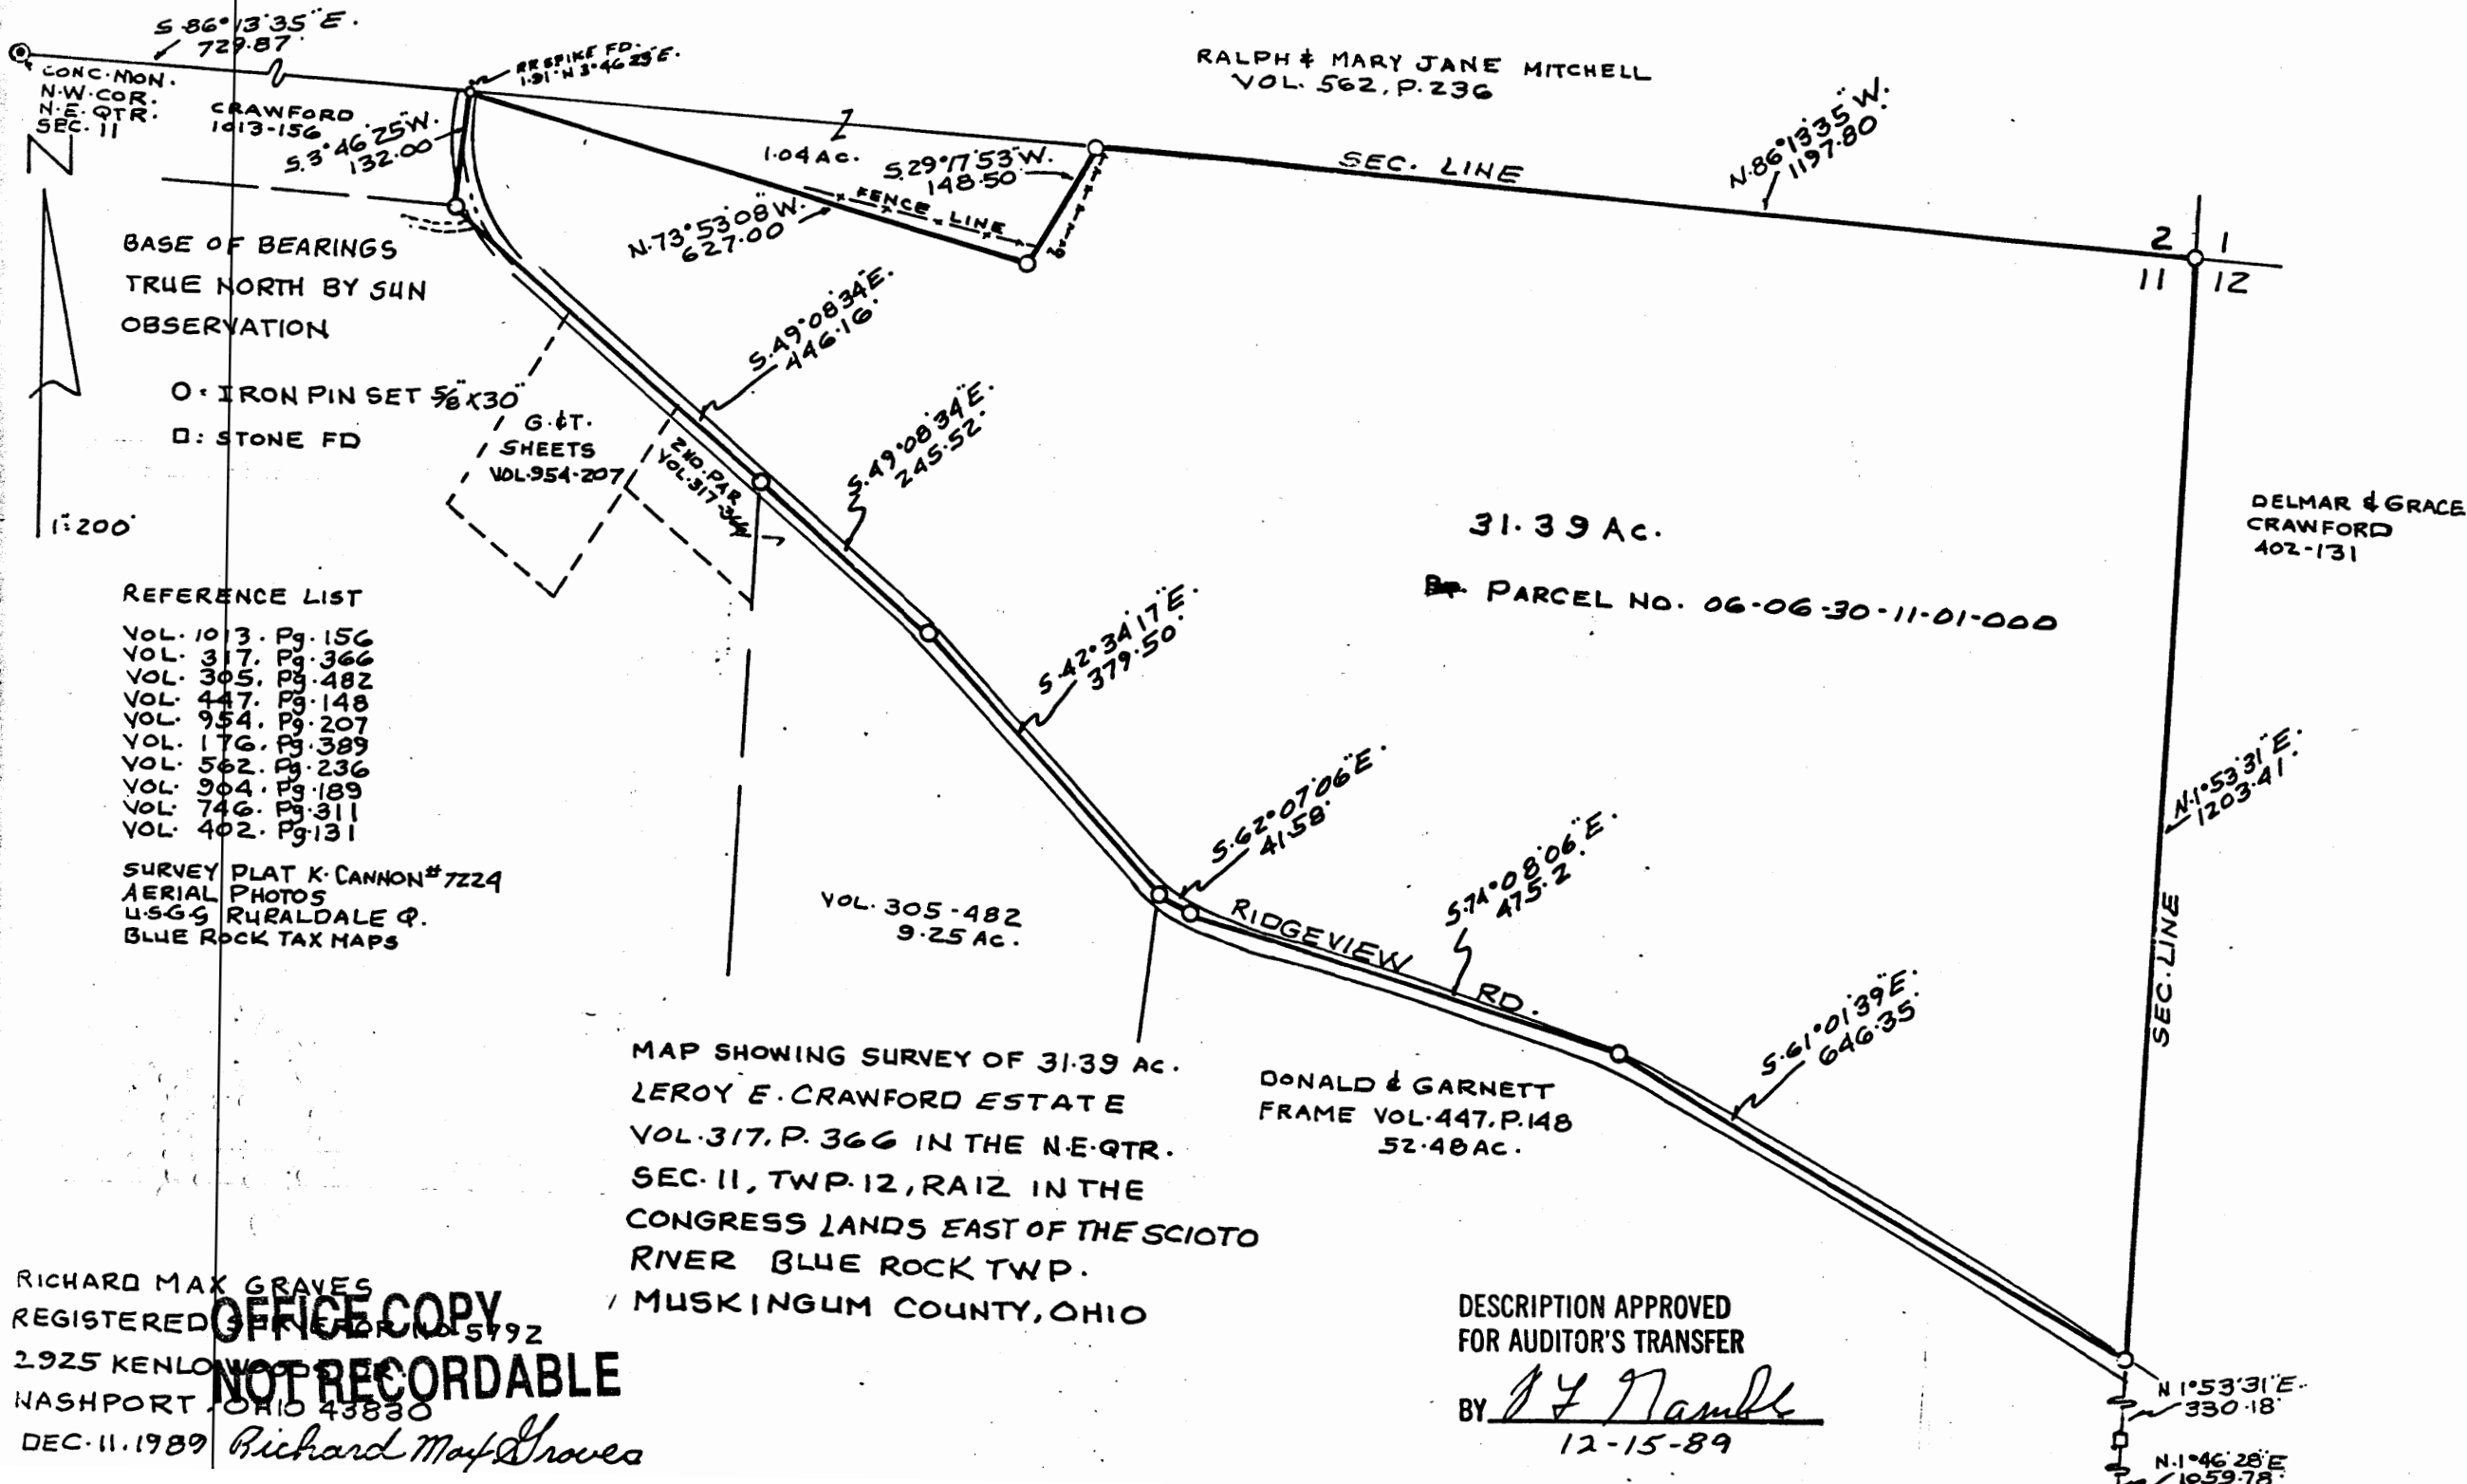 S 86°13'35"E.
729.87'
RR SPIKE FD.
1.91' N 3°46'25"E.
CONC. MON.
N.W. COR.
N.E. QTR.
SEC. 11
CRAWFORD
1013-156
S.3°46'25"W.
132.00'
RALPH & MARY JANE MITCHELL
VOL. 562, P. 236
Z
1.04 AC.
S.29°17'53"W.
148.50'
FENCE LINE
N.73°53'08"W.
627.00'
SEC. LINE
N.86°13'35"W.
1197.80'
2 1
11 12
N
BASE OF BEARINGS
TRUE NORTH BY SUN
OBSERVATION
O: IRON PIN SET 5/8"X30"
□: STONE FD
1":200'
G.&T.
SHEETS
VOL.954-207
2ND. PAR
VOL.317-366
S.49°08'34"E.
446.16'
S.49°08'34"E.
245.52'
S.42°34'17"E.
379.50'
S.62°07'06"E.
41.58'
S.74°08'06"E.
475.2'
S.61°01'39"E.
646.35'
31.39 Ac.
PARCEL NO. 06-06-30-11-01-000
DELMAR & GRACE
CRAWFORD
402-131
N.1°53'31"E.
1203.41'
SEC. LINE
RIDGEVIEW RD.
REFERENCE LIST
VOL. 1013. Pg. 156
VOL. 317. Pg. 366
VOL. 305. Pg. 482
VOL. 447. Pg. 148
VOL. 954. Pg. 207
VOL. 176. Pg. 389
VOL. 562. Pg. 236
VOL. 904. Pg. 189
VOL. 746. Pg. 311
VOL. 402. Pg. 131
SURVEY PLAT K. CANNON #7224
AERIAL PHOTOS
U.S.G.S RURALDALE Q.
BLUE ROCK TAX MAPS
VOL. 305-482
9.25 AC.
MAP SHOWING SURVEY OF 31.39 AC.
LEROY E. CRAWFORD ESTATE
VOL. 317, P. 366 IN THE N.E. QTR.
SEC. 11, TWP. 12, RA12 IN THE
CONGRESS LANDS EAST OF THE SCIOTO
RIVER BLUE ROCK TWP.
MUSKINGUM COUNTY, OHIO
DONALD & GARNETT
FRAME VOL. 447, P. 148
52.48 AC.
RICHARD MAX GRAVES
REGISTERED SURVEYOR NO 5792
2925 KENLO
NASHPORT, OHIO 43830
DEC. 11. 1989 Richard Max Graves
OFFICE COPY
NOT RECORDABLE
DESCRIPTION APPROVED
FOR AUDITOR'S TRANSFER
BY
12-15-89
N 1°53'31"E.
330.18'
N.1°46'28"E
1059.78'